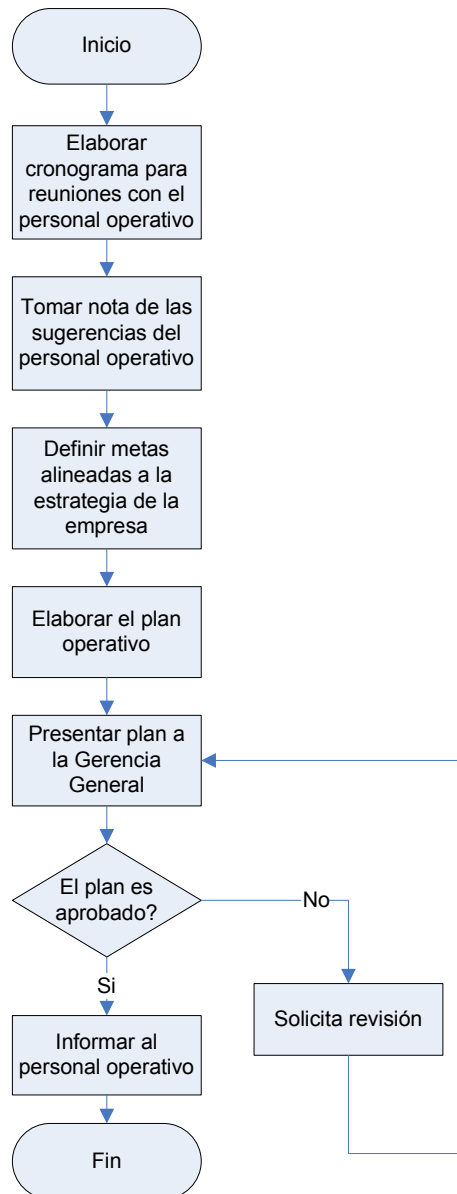 Inicio
Elaborar
cronograma para
reuniones con el
personal operativo
Tomar nota de las
sugerencias del
personal operativo
Definir metas
alineadas a la
estrategia de la
empresa
Elaborar el plan
operativo
Presentar plan a
la Gerencia
General
El plan es
aprobado?
No
Si
Solicita revisión
Informar al
personal operativo
Fin